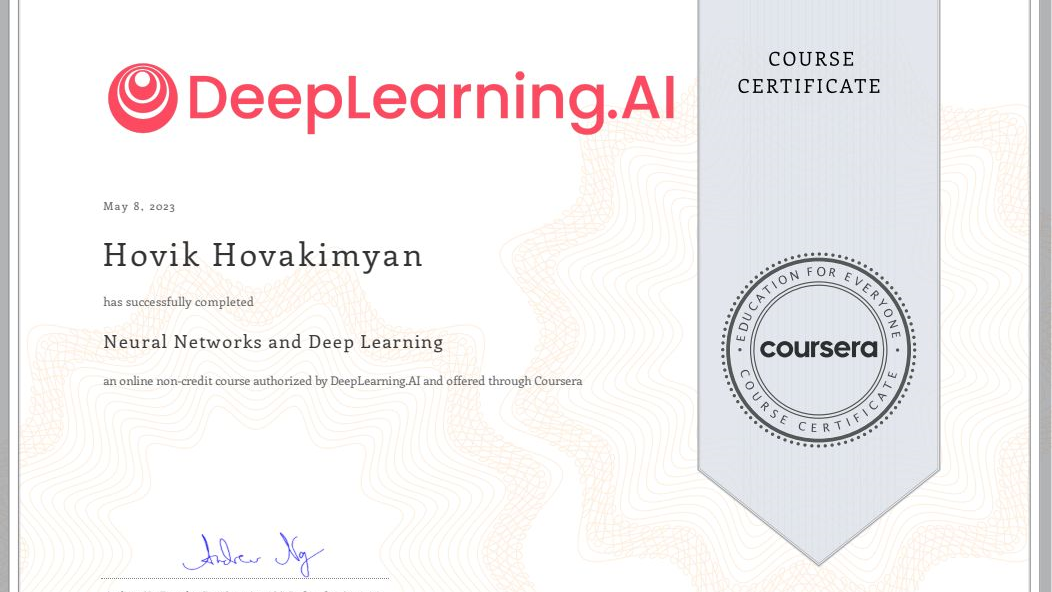 DeepLearning.AI
COURSE
CERTIFICATE
May 8, 2023
Hovik Hovakimyan
has successfully completed
Neural Networks and Deep Learning
an online non-credit course authorized by DeepLearning.AI and offered through Coursera
EDUCATION FOR EVERYONE
coursera
COURSE CERTIFICATE
Andrew Ng